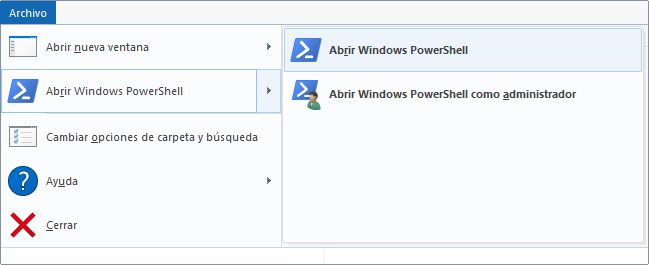 Archivo
Abrir nueva ventana
Abrir Windows PowerShell
Cambiar opciones de carpeta y búsqueda
Ayuda
Cerrar
Abrir Windows PowerShell
Abrir Windows PowerShell como administrador